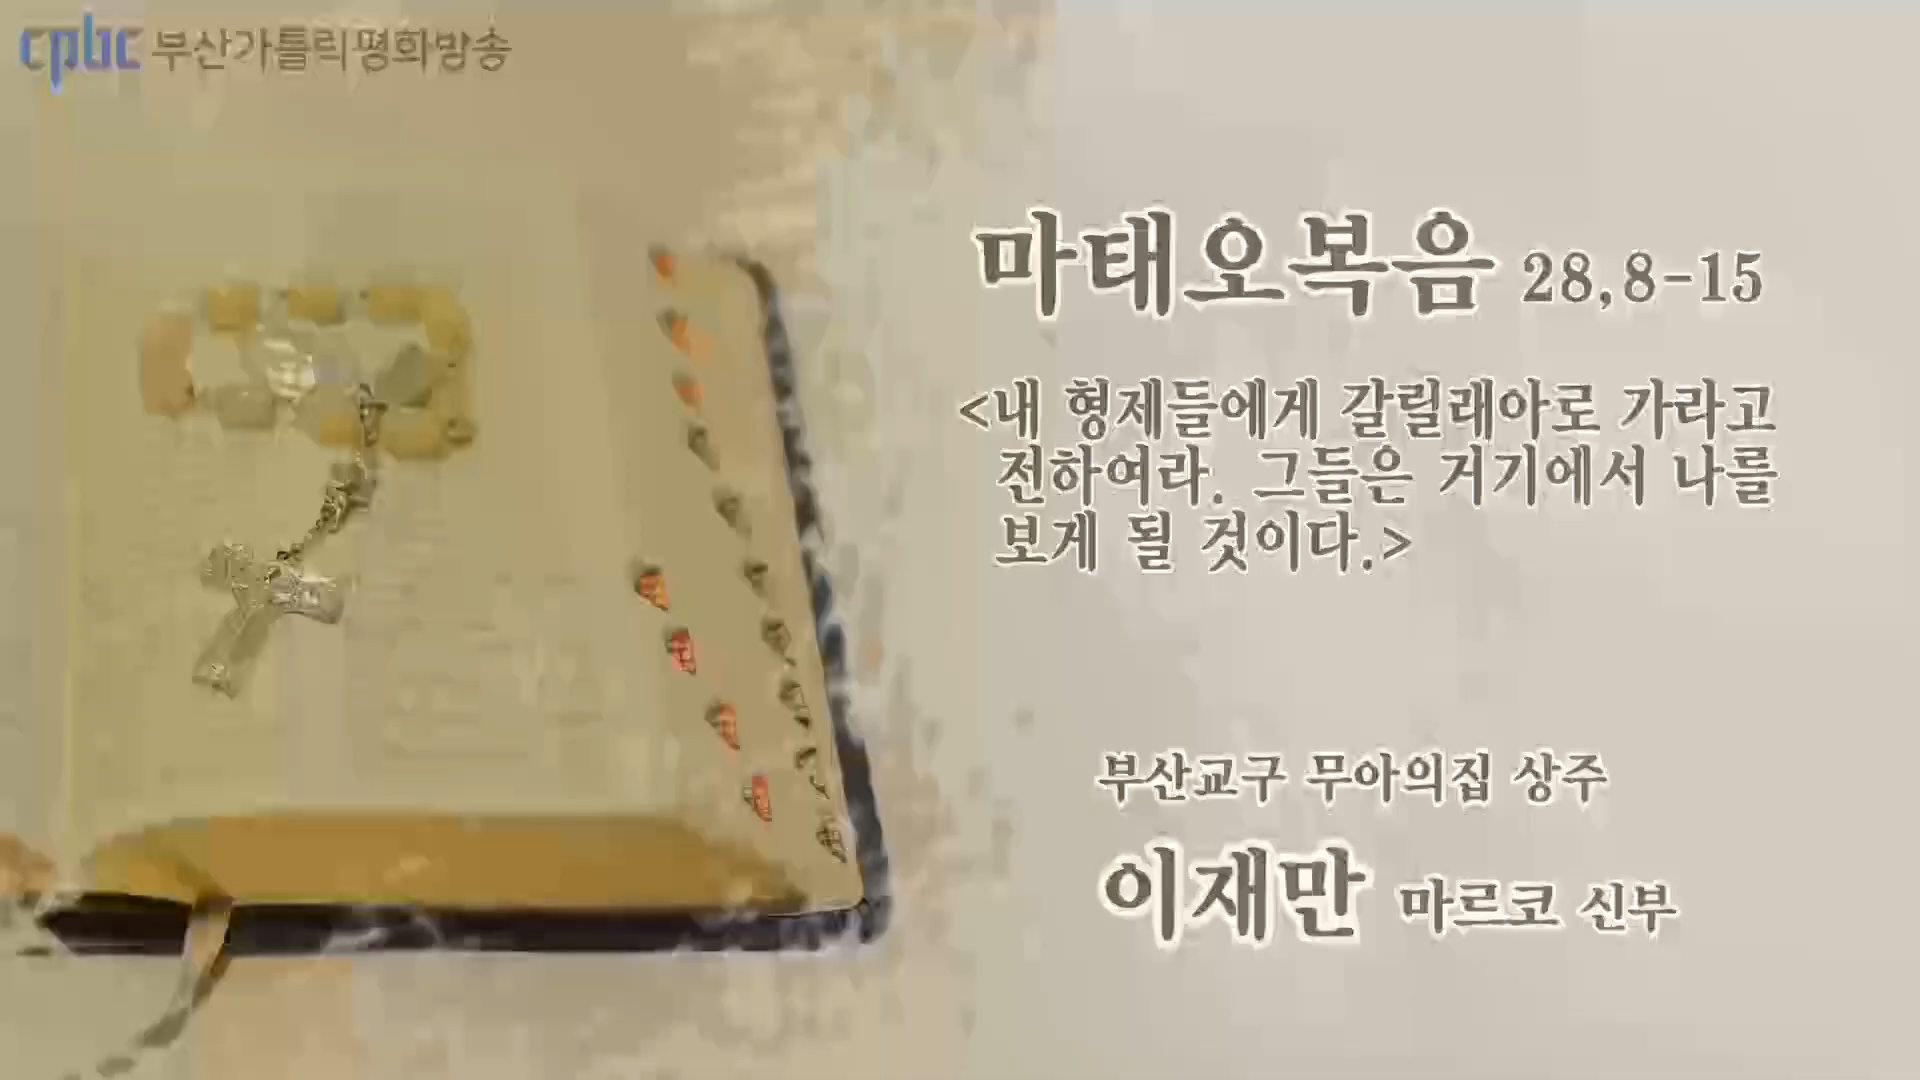 cpbc 부산가톨릭평화방송
마태오복음 28,8-15
<내 형제들에게 갈릴래아로 가라고
전하여라. 그들은 거기에서 나를
보게 될 것이다.>
부산교구 무아의집 상주
이재만 마르코 신부